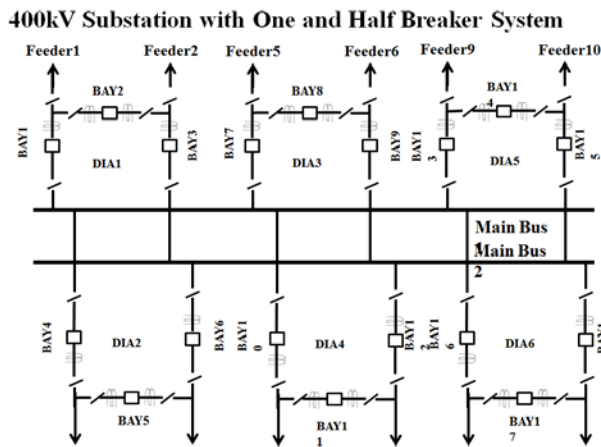 400kV Substation with One and Half Breaker System
Feeder1
Feeder2
Feeder5
Feeder6
Feeder9
Feeder10
BAY2
BAY8
BAY1
4
BAY1
BAY3
BAY7
BAY9
BAY1
3
BAY1
5
DIA1
DIA3
DIA5
Main Bus
1
Main Bus
2
BAY4
BAY6
BAY1
0
BAY1
2
BAY1
6
DIA2
DIA4
DIA6
BAY5
BAY1
1
BAY1
7